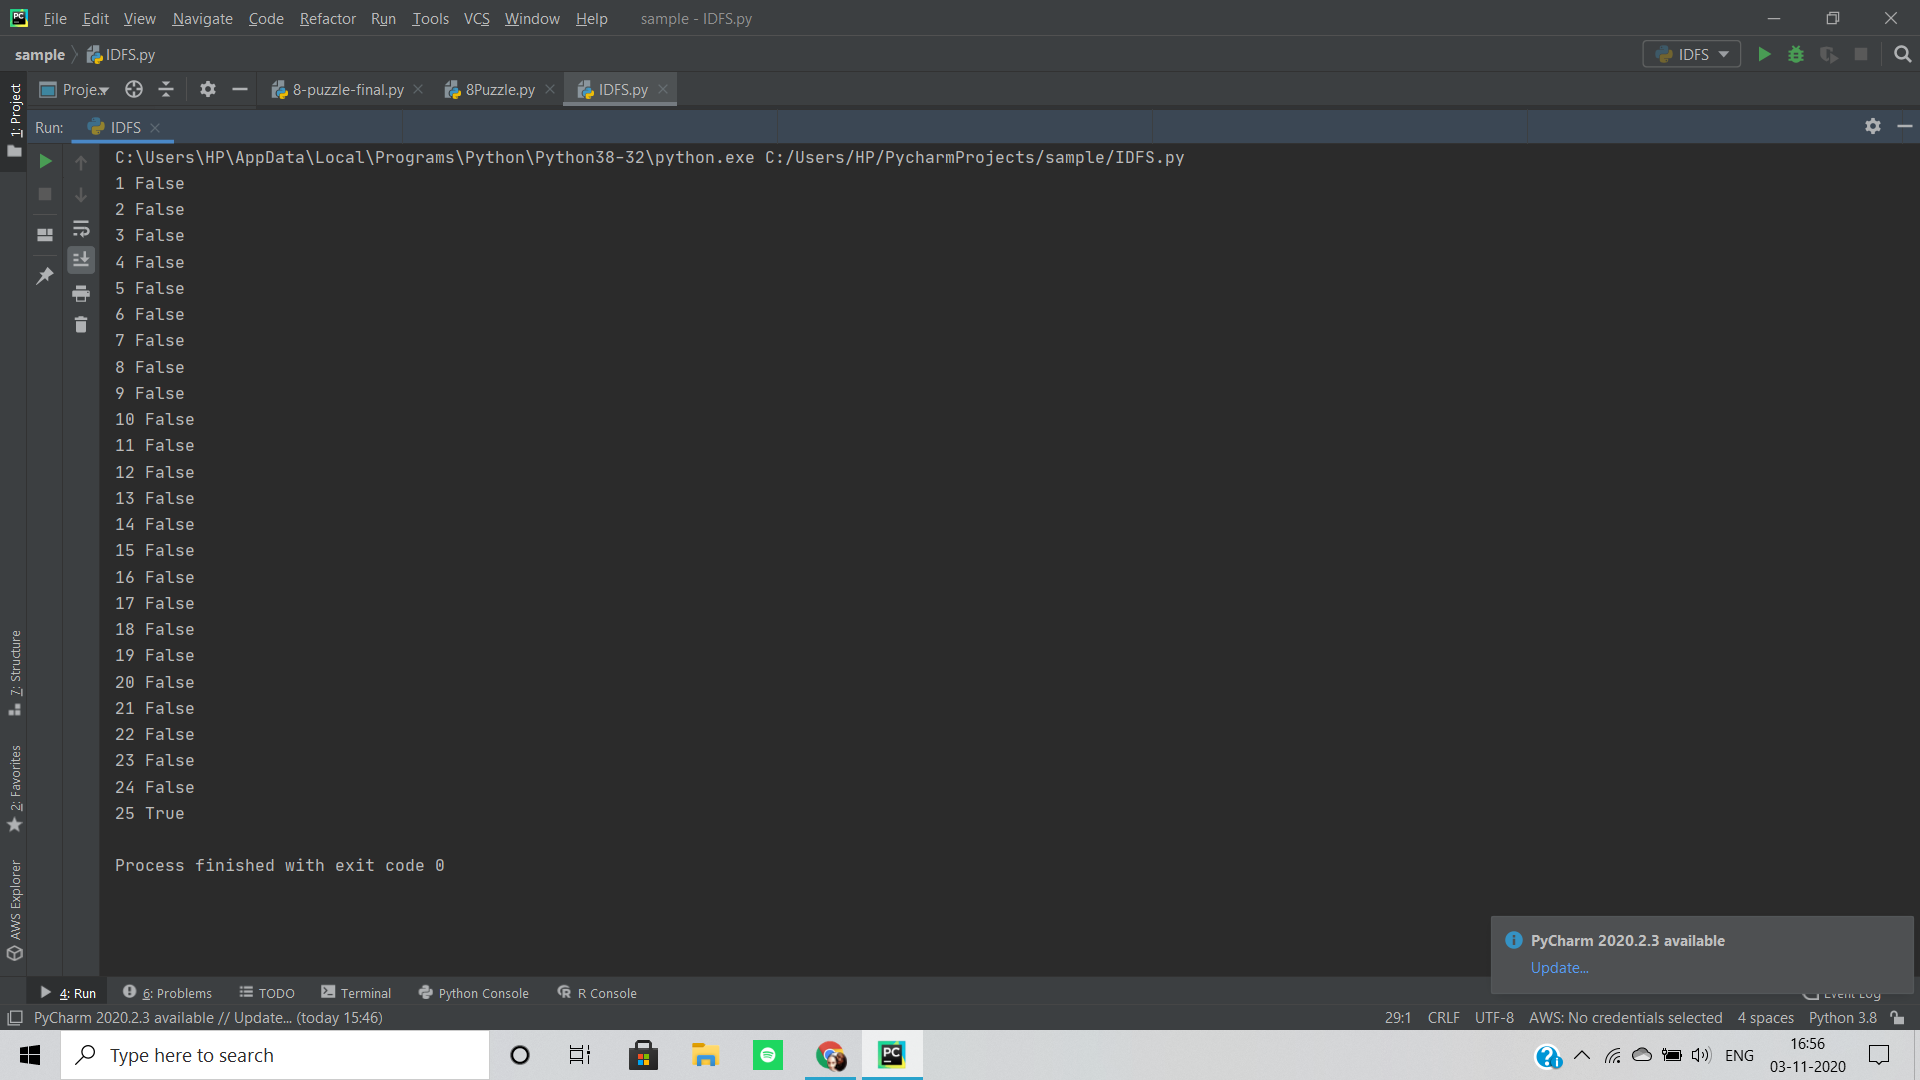 File Edit View Navigate Code Refactor Run Tools VCS Window Help sample - IDFS.py
sample IDFS.py IDFS
1: Project Proje.. 8-puzzle-final.py 8Puzzle.py IDFS.py
Run: IDFS
C:\Users\HP\AppData\Local\Programs\Python\Python38-32\python.exe C:/Users/HP/PycharmProjects/sample/IDFS.py
1 False
2 False
3 False
4 False
5 False
6 False
7 False
8 False
9 False
10 False
11 False
12 False
13 False
14 False
15 False
16 False
17 False
18 False
19 False
20 False
21 False
22 False
23 False
24 False
25 True
Process finished with exit code 0
7: Structure
2: Favorites
AWS Explorer
PyCharm 2020.2.3 available
Update...
4: Run 6: Problems TODO Terminal Python Console R Console Event Log
PyCharm 2020.2.3 available // Update... (today 15:46) 29:1 CRLF UTF-8 AWS: No credentials selected 4 spaces Python 3.8
Type here to search ENG 16:56
03-11-2020